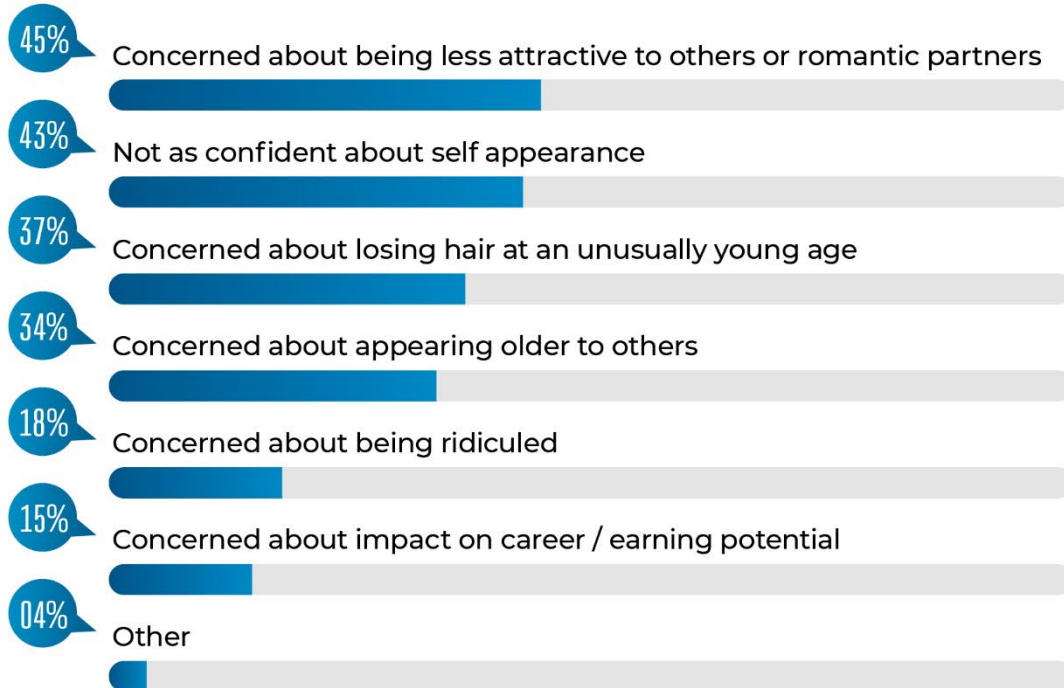 45%
Concerned about being less attractive to others or romantic partners
43%
Not as confident about self appearance
37%
Concerned about losing hair at an unusually young age
34%
Concerned about appearing older to others
18%
Concerned about being ridiculed
15%
Concerned about impact on career / earning potential
04%
Other